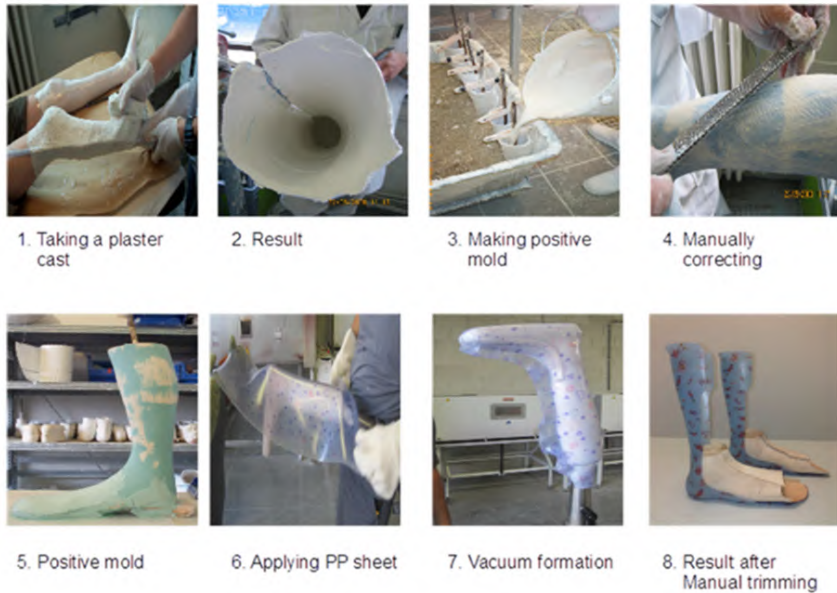 1. Taking a plaster
cast
2. Result
3. Making positive
mold
4. Manually
correcting
5. Positive mold
6. Applying PP sheet
7. Vacuum formation
8. Result after
Manual trimming